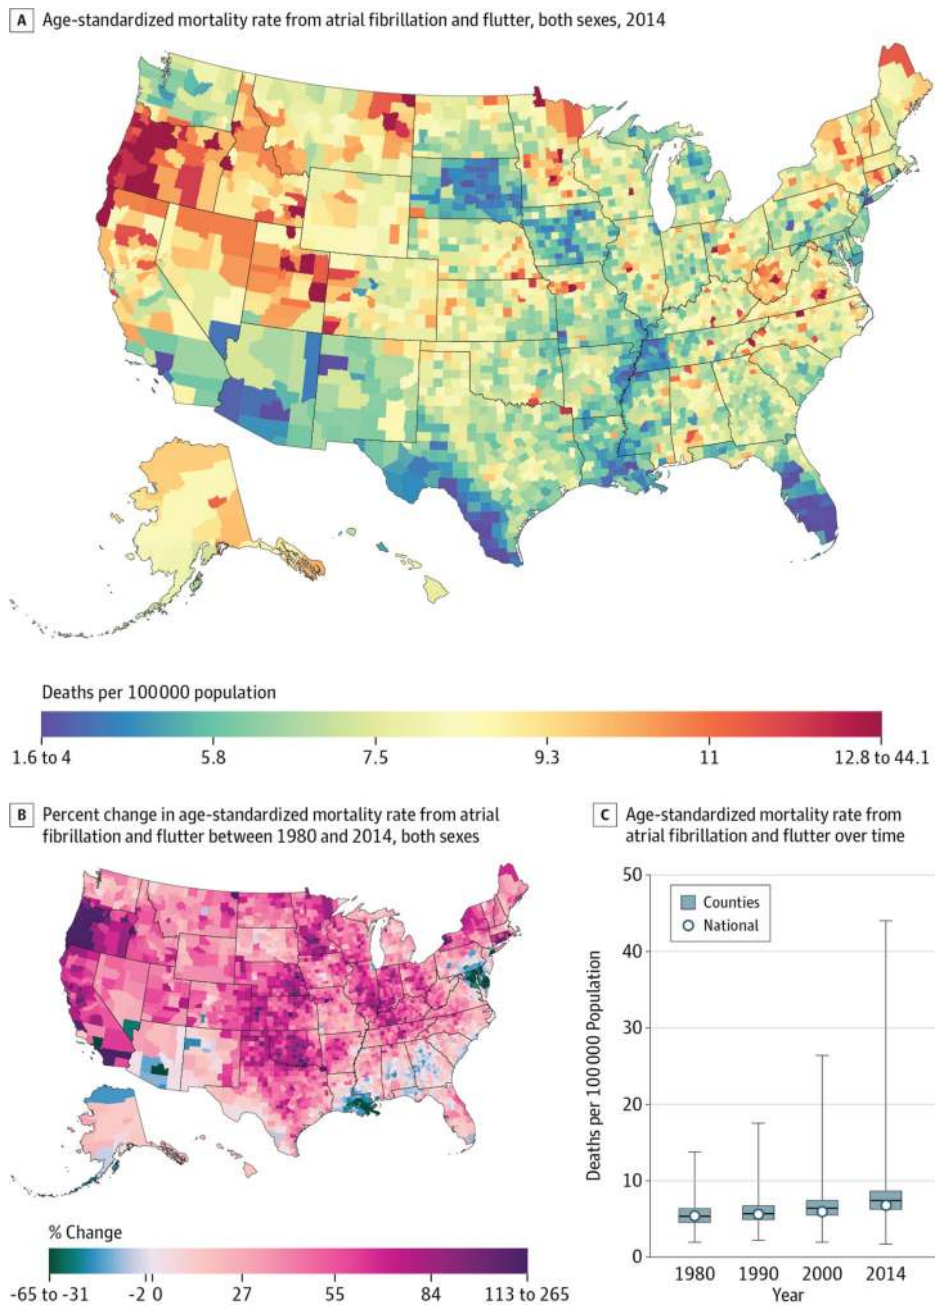 A Age-standardized mortality rate from atrial fibrillation and flutter, both sexes, 2014
Deaths per 100 000 population
1.6 to 4 5.8 7.5 9.3 11 12.8 to 44.1
B Percent change in age-standardized mortality rate from atrial
fibrillation and flutter between 1980 and 2014, both sexes
% Change
-65 to -31 -2 0 27 55 84 113 to 265
C Age-standardized mortality rate from
atrial fibrillation and flutter over time
Counties
National
Deaths per 100 000 Population
50
40
30
20
10
0
1980 1990 2000 2014
Year